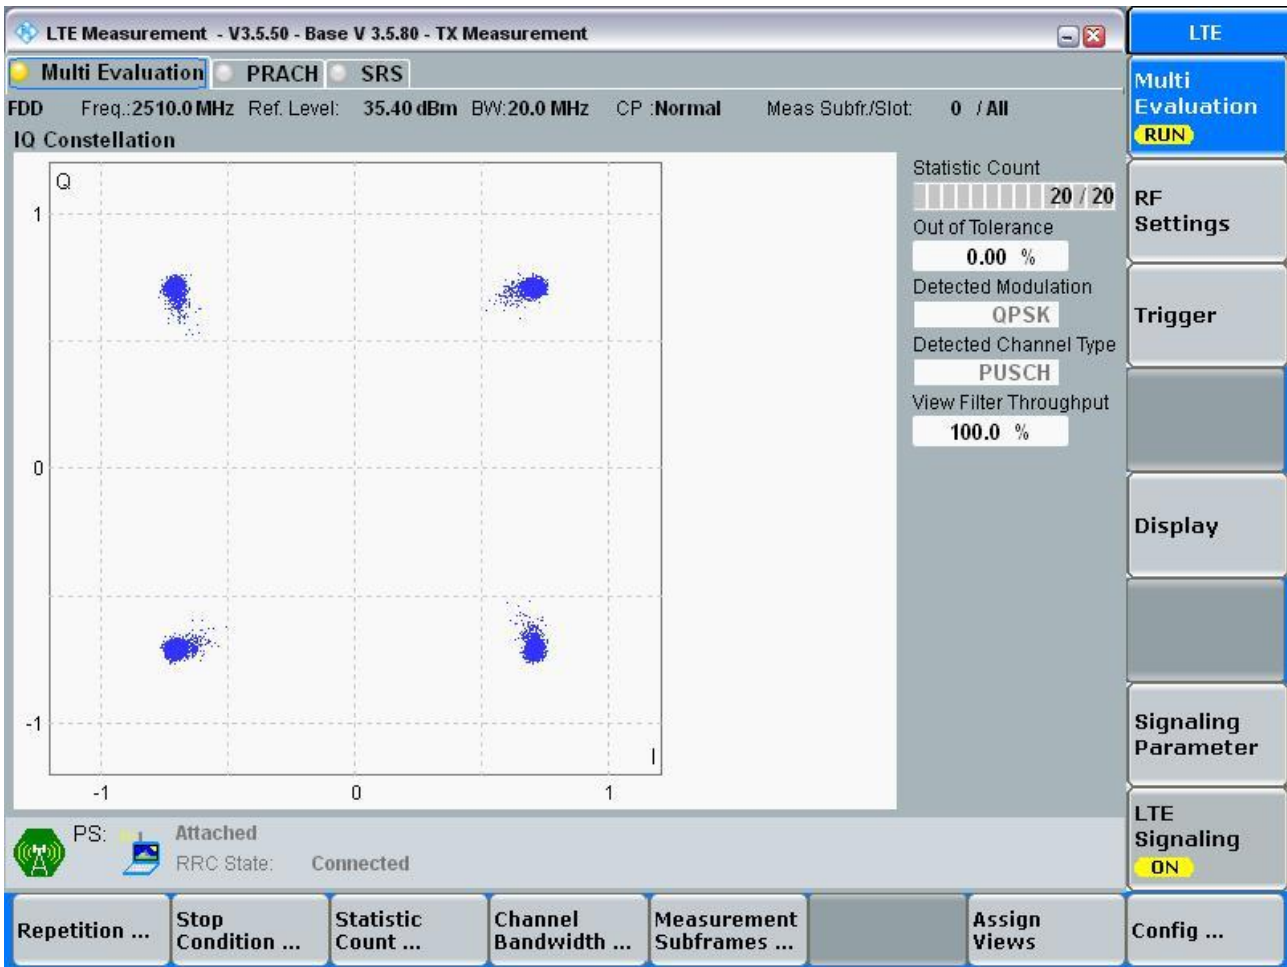 LTE Measurement - V3.5.50 - Base V 3.5.80 - TX Measurement
LTE
Multi Evaluation PRACH SRS
FDD Freq.:2510.0 MHz Ref. Level: 35.40 dBm BW:20.0 MHz CP :Normal Meas Subfr./Slot: 0 / All
Multi
Evaluation
RUN
IQ Constellation
Q
1
0
-1
-1 0 1
I
Statistic Count
20 / 20
Out of Tolerance
0.00 %
Detected Modulation
QPSK
Detected Channel Type
PUSCH
View Filter Throughput
100.0 %
RF
Settings
Trigger
Display
Signaling
Parameter
LTE
Signaling
ON
PS: Attached
RRC State: Connected
Repetition ...
Stop
Condition ...
Statistic
Count ...
Channel
Bandwidth ...
Measurement
Subframes ...
Assign
Views
Config ...